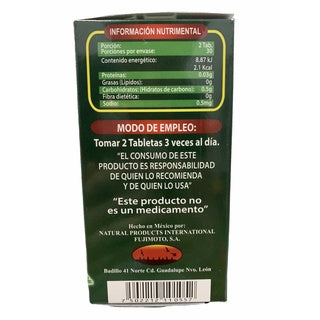 INFORMACIÓN NUTRIMENTAL
Porción: 2 Tab.
Porciones por envase: 30
Contenido energético: 8.87 kJ
2.1 Kcal
Proteínas: 0.03g
Grasas (Lípidos): 0g
Carbohidratos: (Hidratos de carbono) 0.5g
Fibra dietética: 0g
Sodio: 0.5mg
MODO DE EMPLEO:
Tomar 2 Tabletas 3 veces al día.
"EL CONSUMO DE ESTE
PRODUCTO ES RESPONSABILIDAD
DE QUIEN LO RECOMIENDA
Y DE QUIEN LO USA"
"Este producto no
es un medicamento"
Hecho en México por:
NATURAL PRODUCTS INTERNATIONAL
FUJIMOTO, S.A.
Badillo 41 Norte Cd. Guadalupe Nvo. León